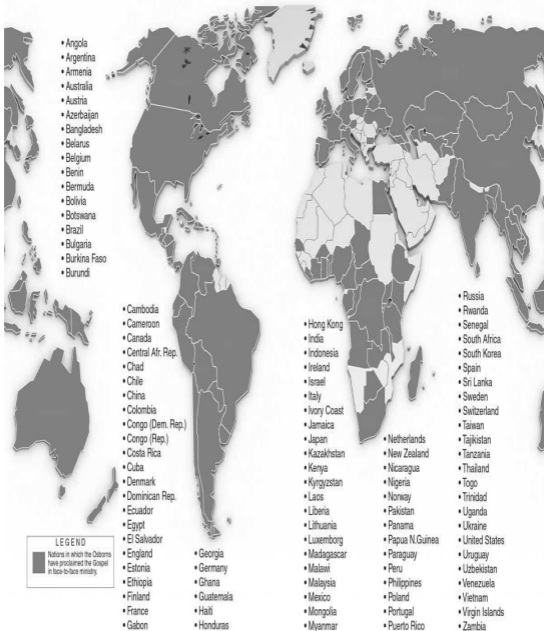 • Angola
• Argentina
• Armenia
• Australia
• Austria
• Azerbaijan
• Bangladesh
• Belarus
• Belgium
• Benin
• Bermuda
• Bolivia
• Botswana
• Brazil
• Bulgaria
• Burkina Faso
• Burundi
• Cambodia
• Cameroon
• Canada
• Central Afr. Rep.
• Chad
• Chile
• China
• Colombia
• Congo (Dem. Rep.)
• Congo (Rep.)
• Costa Rica
• Cuba
• Denmark
• Dominican Rep.
• Ecuador
• Egypt
• El Salvador
• England
• Estonia
• Ethiopia
• Finland
• France
• Gabon
• Georgia
• Germany
• Ghana
• Guatemala
• Haiti
• Honduras
• Hong Kong
• India
• Indonesia
• Ireland
• Israel
• Italy
• Ivory Coast
• Jamaica
• Japan
• Kazakhstan
• Kenya
• Kyrgyzstan
• Laos
• Liberia
• Lithuania
• Luxemborg
• Madagascar
• Malawi
• Malaysia
• Mexico
• Mongolia
• Myanmar
• Netherlands
• New Zealand
• Nicaragua
• Nigeria
• Norway
• Pakistan
• Panama
• Papua N.Guinea
• Paraguay
• Peru
• Philippines
• Poland
• Portugal
• Puerto Rico
• Russia
• Rwanda
• Senegal
• South Africa
• South Korea
• Spain
• Sri Lanka
• Sweden
• Switzerland
• Taiwan
• Tajikistan
• Tanzania
• Thailand
• Togo
• Trinidad
• Uganda
• Ukraine
• United States
• Uruguay
• Uzbekistan
• Venezuela
• Vietnam
• Virgin Islands
• Zambia
LEGEND
Nations in which the Osborns
have proclaimed the Gospel
in face-to-face ministry.